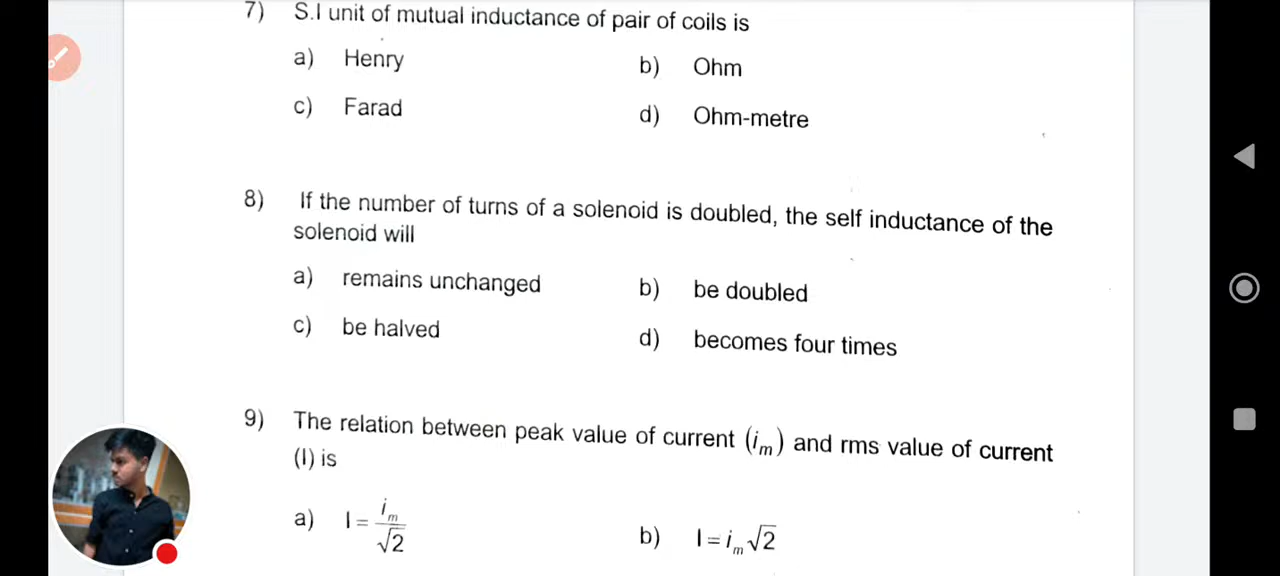 7) S.I unit of mutual inductance of pair of coils is
a) Henry b) Ohm
c) Farad d) Ohm-metre
8) If the number of turns of a solenoid is doubled, the self inductance of the
solenoid will
a) remains unchanged b) be doubled
c) be halved d) becomes four times
9) The relation between peak value of current (iₘ) and rms value of current
(I) is
a) I = iₘ/√2 b) I = iₘ√2